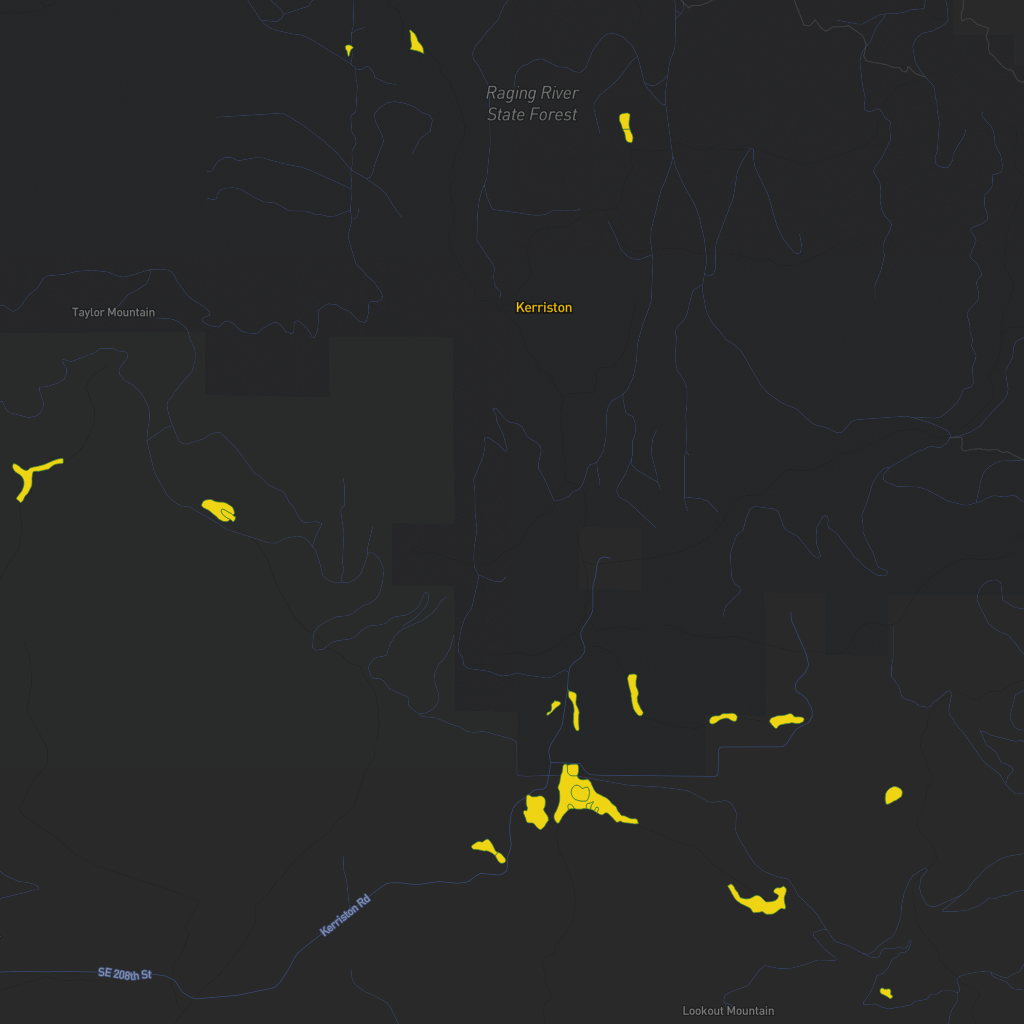 Raging River
State Forest
Kerriston
Taylor Mountain
Kerriston Rd
SE 208th St
Lookout Mountain